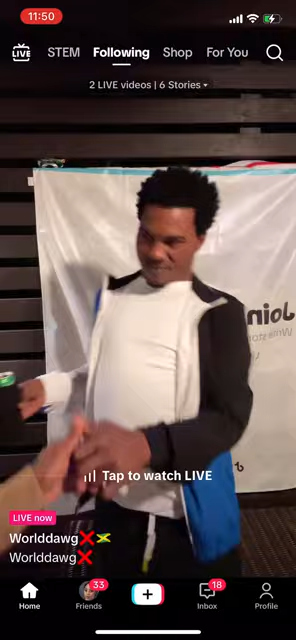 11:50
LIVE
STEM Following Shop For You
2 LIVE videos | 6 Stories
Join
Tap to watch LIVE
LIVE now
Worlddawg❌🇯🇲
Worlddawg❌
33
18
Home Friends Inbox Profile